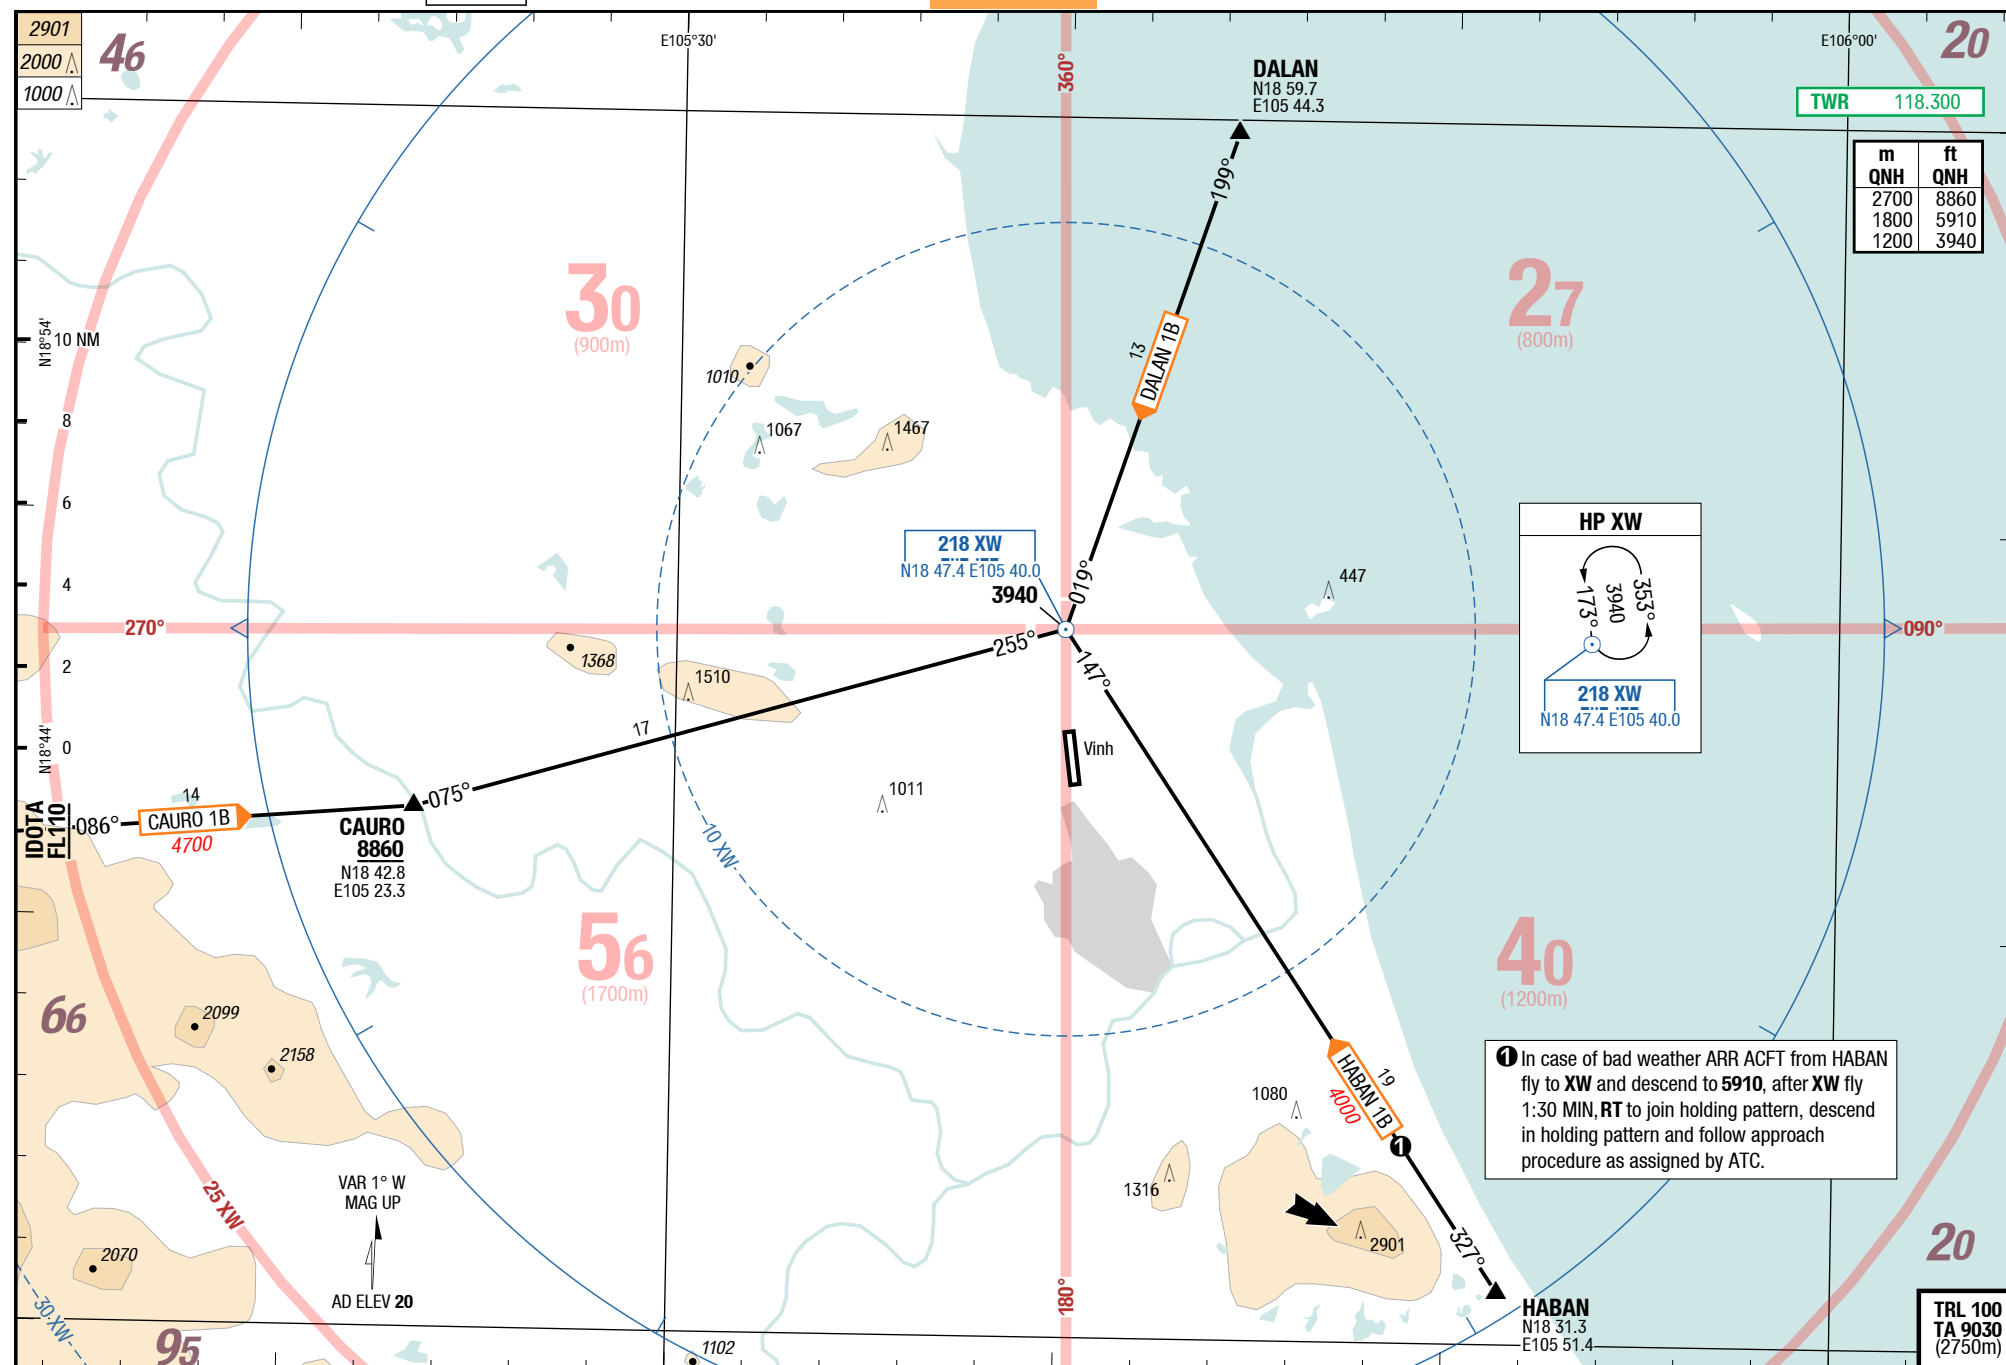 2901
2000
1000
46
E105°30'
360°
DALAN
N18 59.7
E105 44.3
199°
E106°00'
20
TWR 118.300
m ft
QNH QNH
2700 8860
1800 5910
1200 3940
30
(900m)
27
(800m)
N18°54'
10 NM
8
6
4
2
0
N18°44'
13
DALAN 1B
1010
1067
1467
218 XW
N18 47.4 E105 40.0
3940
019°
447
HP XW
173°
3940
353°
218 XW
N18 47.4 E105 40.0
270°
090°
255°
147°
1368
1510
17
Vinh
1011
075°
IDOTA
FL110
086°
14
CAURO 1B
4700
CAURO
8860
N18 42.8
E105 23.3
10 XW
56
(1700m)
40
(1200m)
66
2099
2158
1 In case of bad weather ARR ACFT from HABAN
fly to XW and descend to 5910, after XW fly
1:30 MIN, RT to join holding pattern, descend
in holding pattern and follow approach
procedure as assigned by ATC.
19
HABAN 1B
4000
1
1080
1316
2901
327°
25 XW
VAR 1° W
MAG UP
AD ELEV 20
2070
30 XW
95
1102
180°
HABAN
N18 31.3
E105 51.4
20
TRL 100
TA 9030
(2750m)